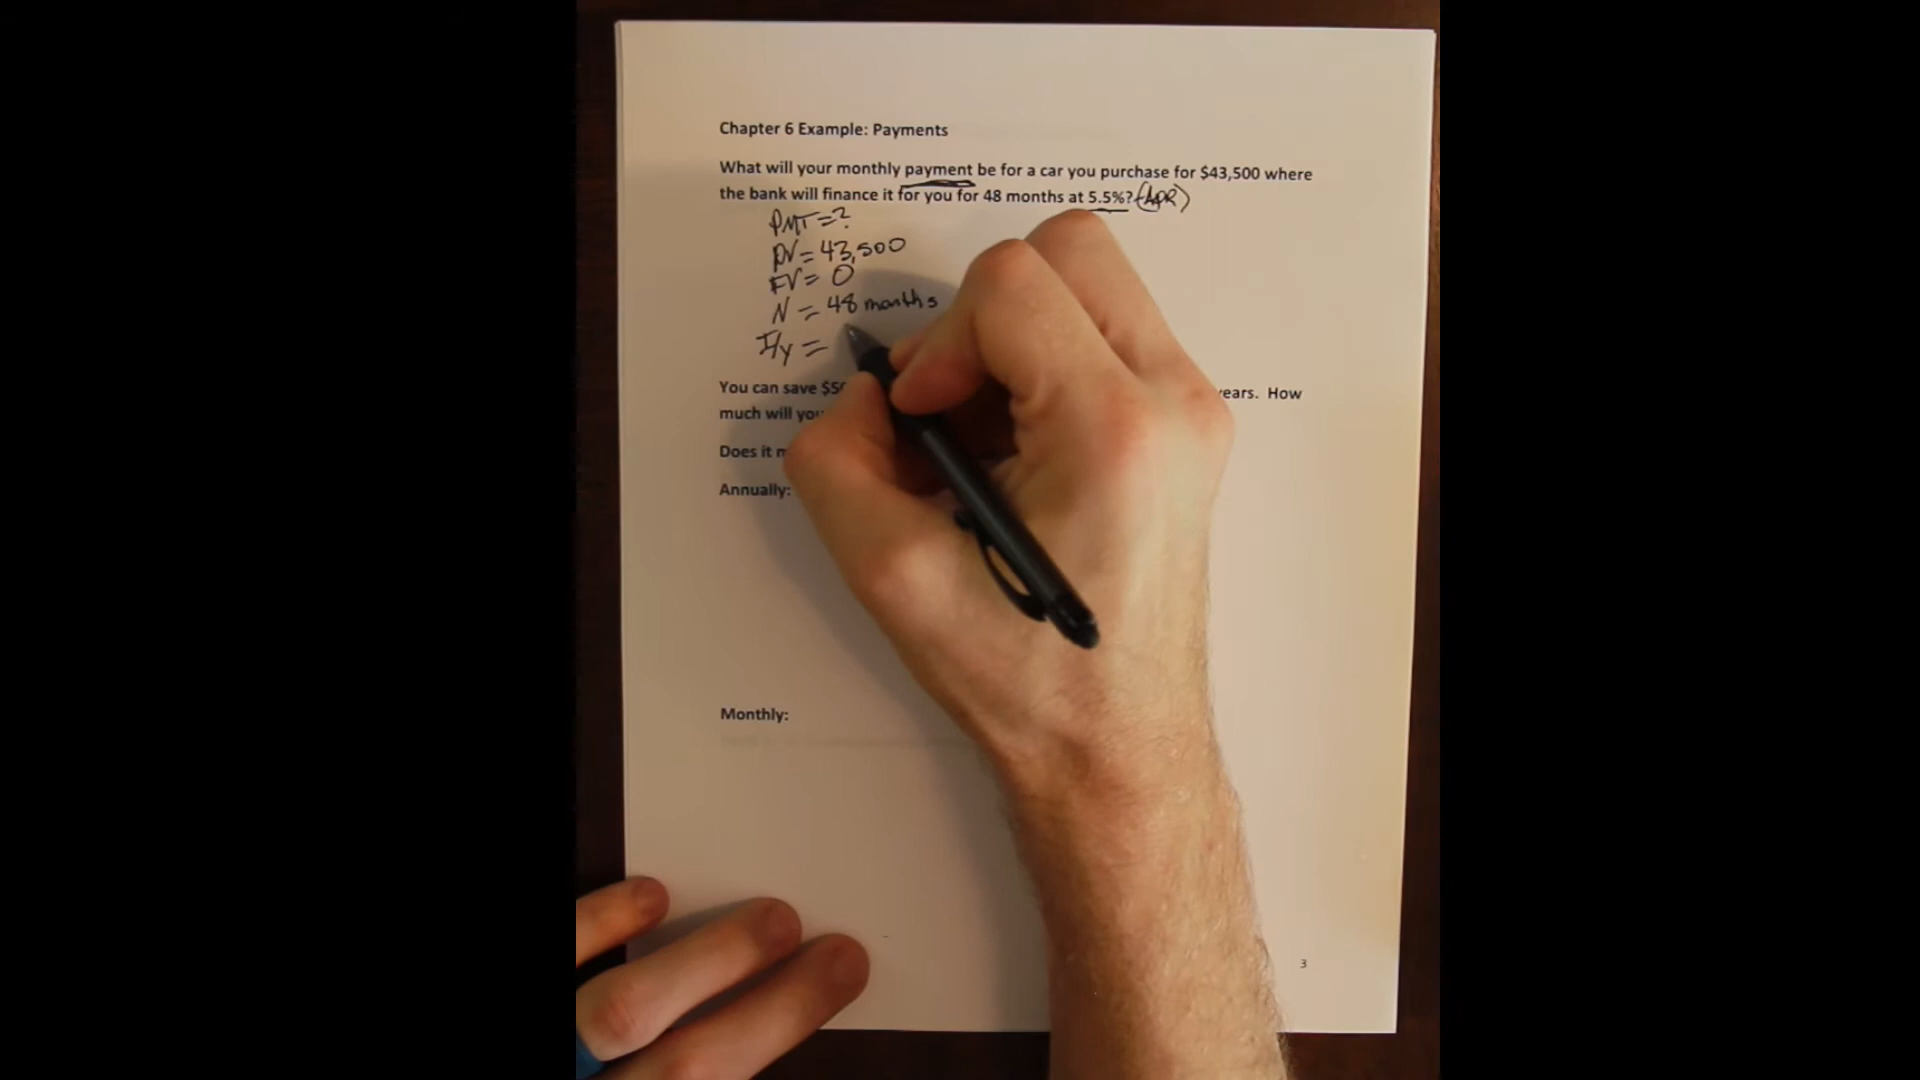 Chapter 6 Example: Payments
What will your monthly payment be for a car you purchase for $43,500 where
the bank will finance it for you for 48 months at 5.5%? (APR)
PMT = ?
PV = 43,500
FV = 0
N = 48 months
I/y =
You can save $50 years. How
much will you
Does it
Annually:
Monthly:
3